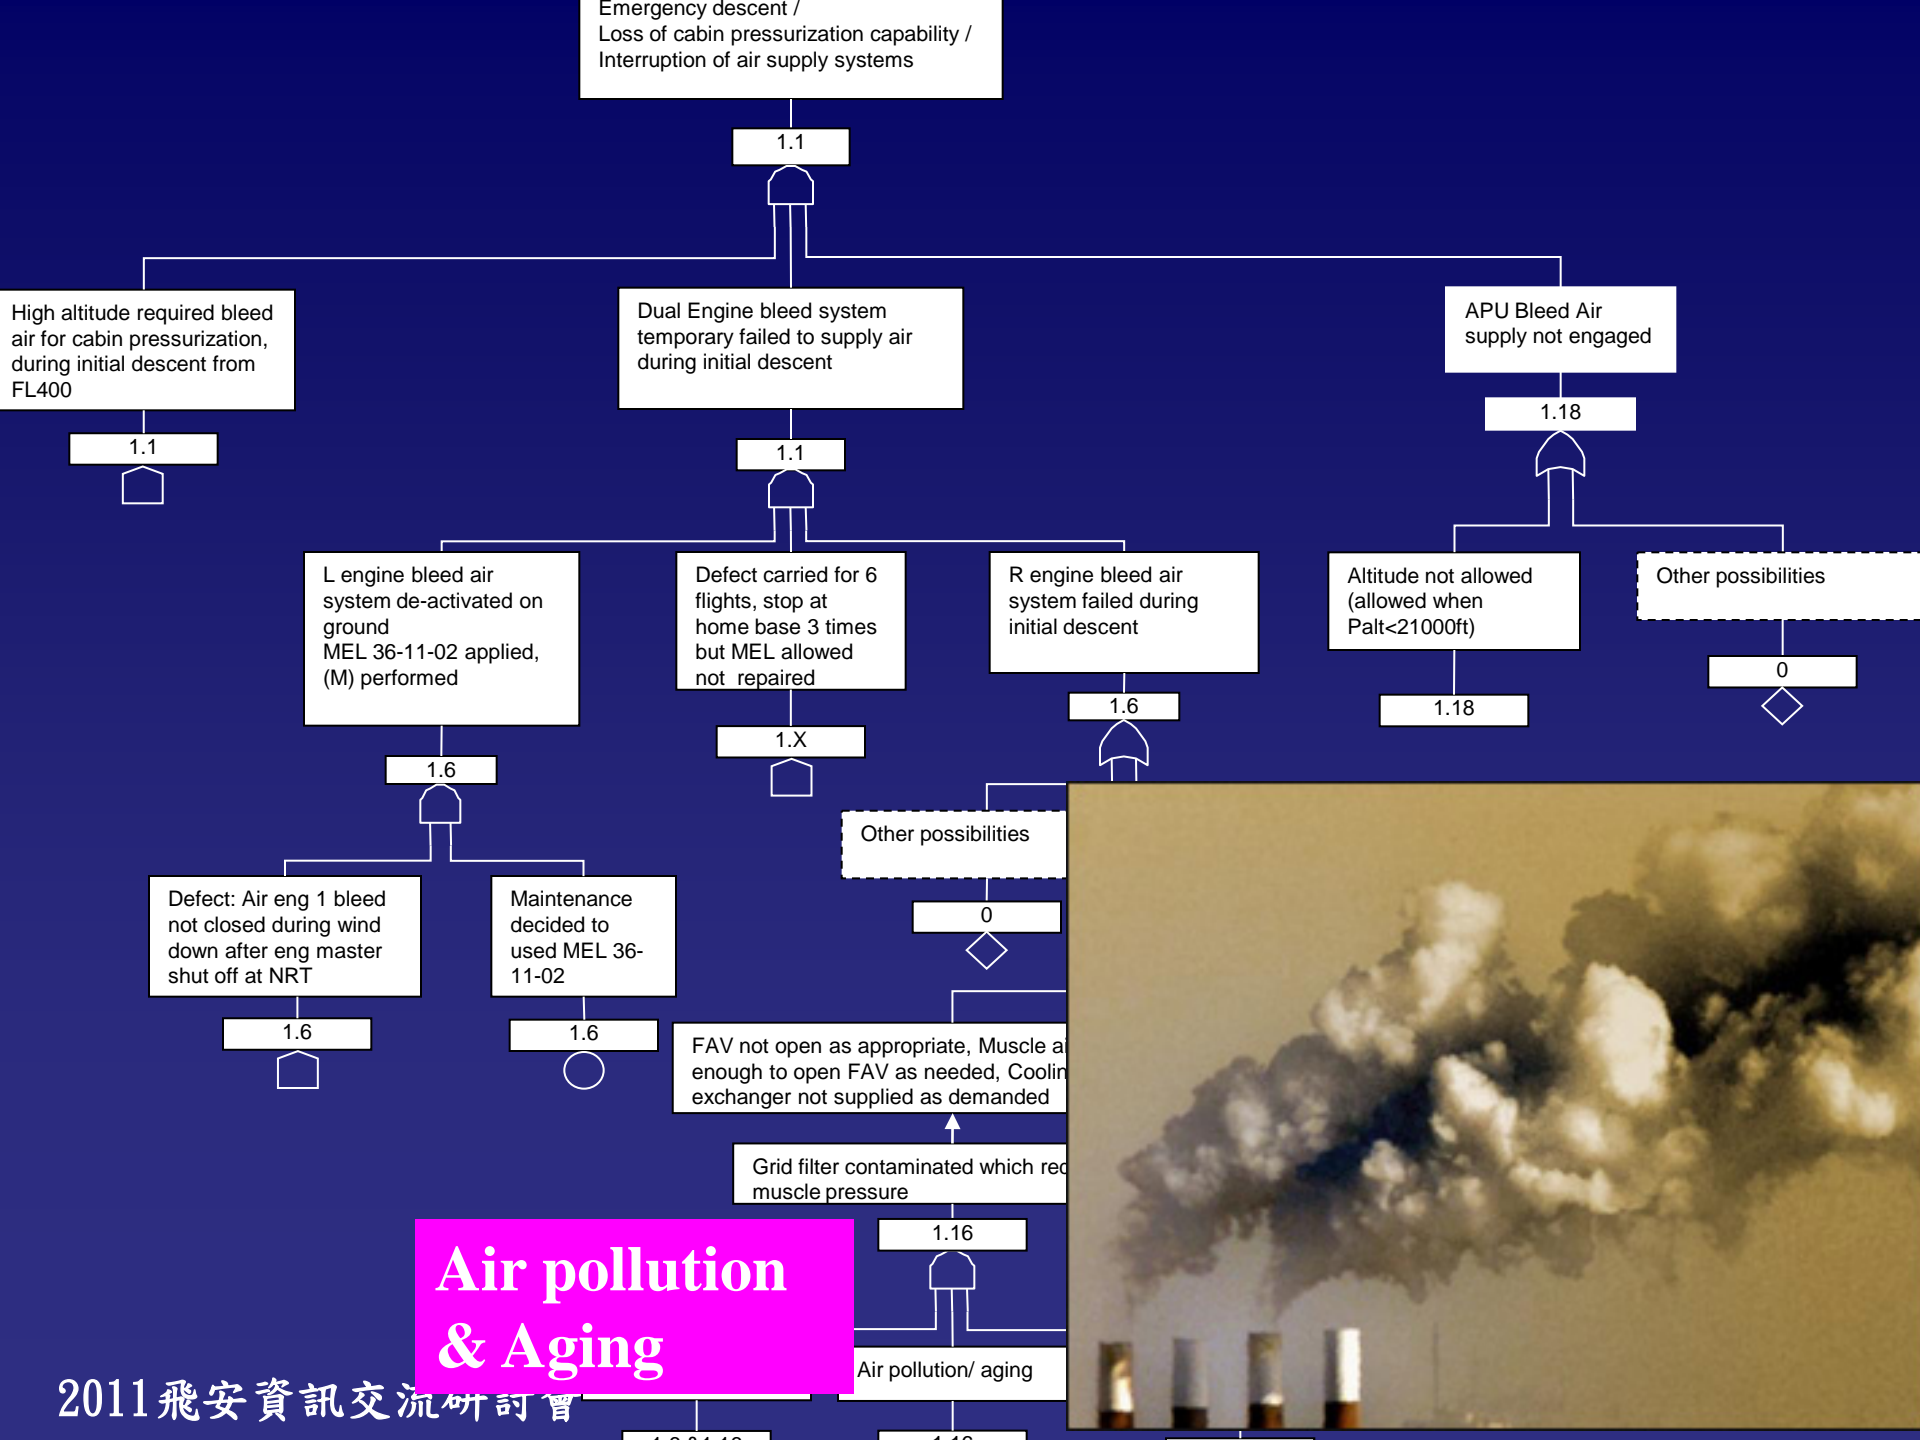 Emergency descent /
Loss of cabin pressurization capability /
Interruption of air supply systems
1.1
High altitude required bleed
air for cabin pressurization,
during initial descent from
FL400
1.1
Dual Engine bleed system
temporary failed to supply air
during initial descent
1.1
APU Bleed Air
supply not engaged
1.18
L engine bleed air
system de-activated on
ground
MEL 36-11-02 applied,
(M) performed
1.6
Defect carried for 6
flights, stop at
home base 3 times
but MEL allowed
not repaired
1.X
R engine bleed air
system failed during
initial descent
1.6
Altitude not allowed
(allowed when
Palt<21000ft)
1.18
Other possibilities
0
Other possibilities
0
Defect: Air eng 1 bleed
not closed during wind
down after eng master
shut off at NRT
1.6
Maintenance
decided to
used MEL 36-
11-02
1.6
FAV not open as appropriate, Muscle
enough to open FAV as needed,
exchanger not supplied as demanded
Grid filter contaminated which
muscle pressure
1.16
Air pollution
& Aging
Air pollution/ aging
2011飛安資訊交流研討會